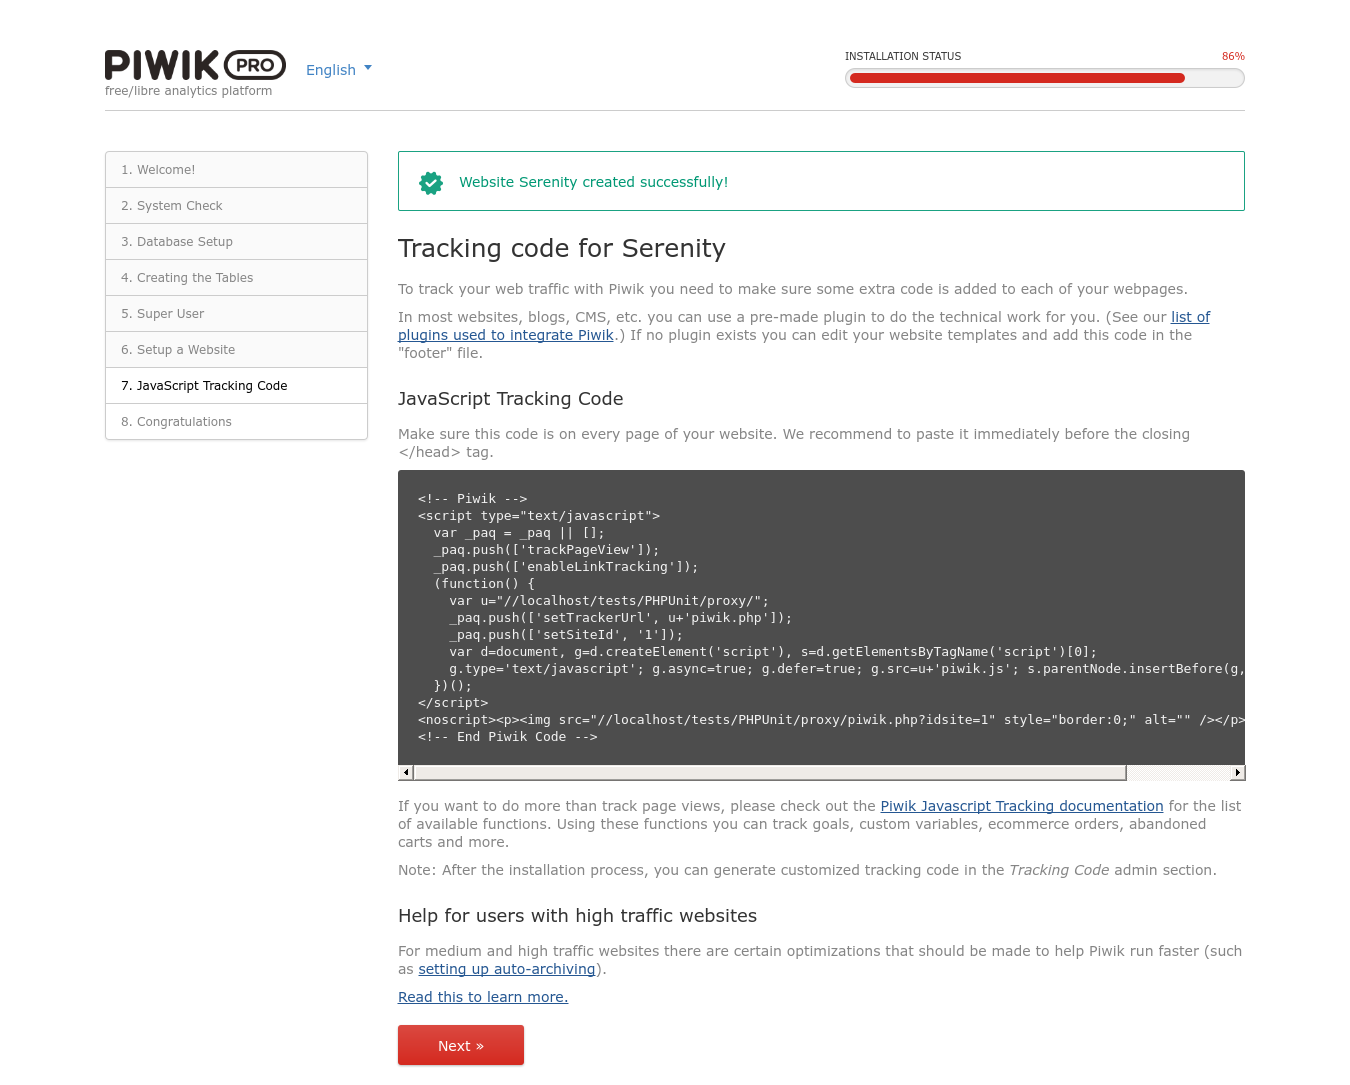 PIWIK PRO
free/libre analytics platform
English
INSTALLATION STATUS
86%
1. Welcome!
2. System Check
3. Database Setup
4. Creating the Tables
5. Super User
6. Setup a Website
7. JavaScript Tracking Code
8. Congratulations
Website Serenity created successfully!
Tracking code for Serenity
To track your web traffic with Piwik you need to make sure some extra code is added to each of your webpages.
In most websites, blogs, CMS, etc. you can use a pre-made plugin to do the technical work for you. (See our list of
plugins used to integrate Piwik.) If no plugin exists you can edit your website templates and add this code in the
"footer" file.
JavaScript Tracking Code
Make sure this code is on every page of your website. We recommend to paste it immediately before the closing
</head> tag.
<!-- Piwik -->
<script type="text/javascript">
  var _paq = _paq || [];
  _paq.push(['trackPageView']);
  _paq.push(['enableLinkTracking']);
  (function() {
    var u="//localhost/tests/PHPUnit/proxy/";
    _paq.push(['setTrackerUrl', u+'piwik.php']);
    _paq.push(['setSiteId', '1']);
    var d=document, g=d.createElement('script'), s=d.getElementsByTagName('script')[0];
    g.type='text/javascript'; g.async=true; g.defer=true; g.src=u+'piwik.js'; s.parentNode.insertBefore(g,
  })();
</script>
<noscript><p><img src="//localhost/tests/PHPUnit/proxy/piwik.php?idsite=1" style="border:0;" alt="" /></p>
<!-- End Piwik Code -->
If you want to do more than track page views, please check out the Piwik Javascript Tracking documentation for the list
of available functions. Using these functions you can track goals, custom variables, ecommerce orders, abandoned
carts and more.
Note: After the installation process, you can generate customized tracking code in the Tracking Code admin section.
Help for users with high traffic websites
For medium and high traffic websites there are certain optimizations that should be made to help Piwik run faster (such
as setting up auto-archiving).
Read this to learn more.
Next »